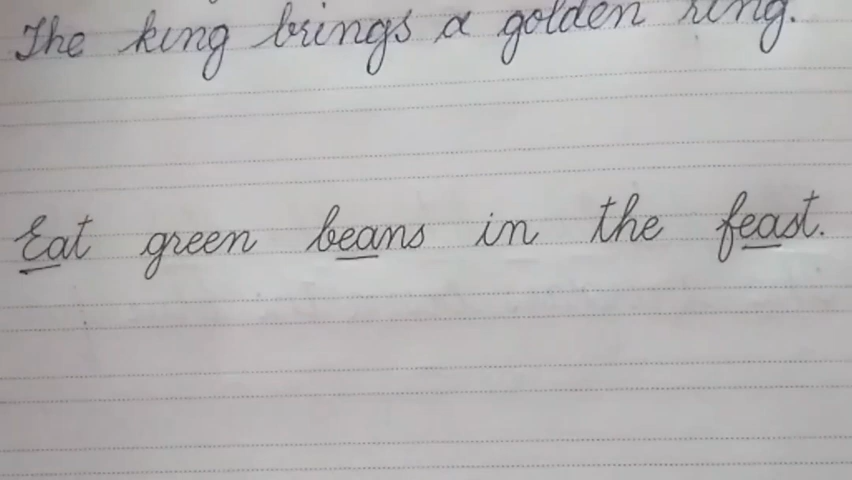 The king brings a golden ring.
Eat green beans in the feast.